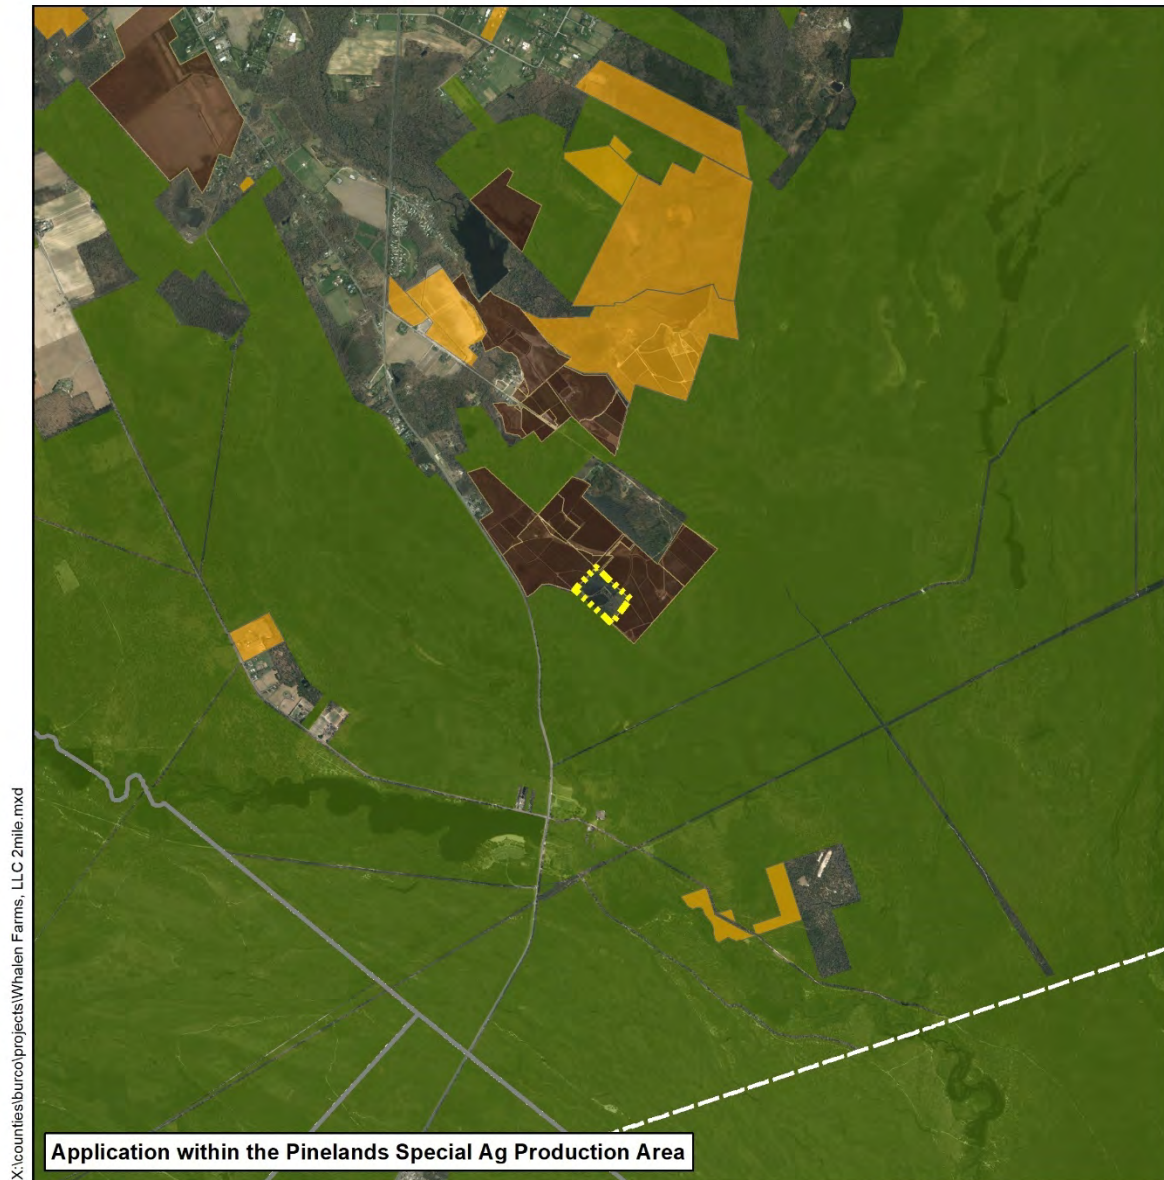 X:\counties\burco\projects\Whalen Farms, LLC 2mile.mxd
Application within the Pinelands Special Ag Production Area